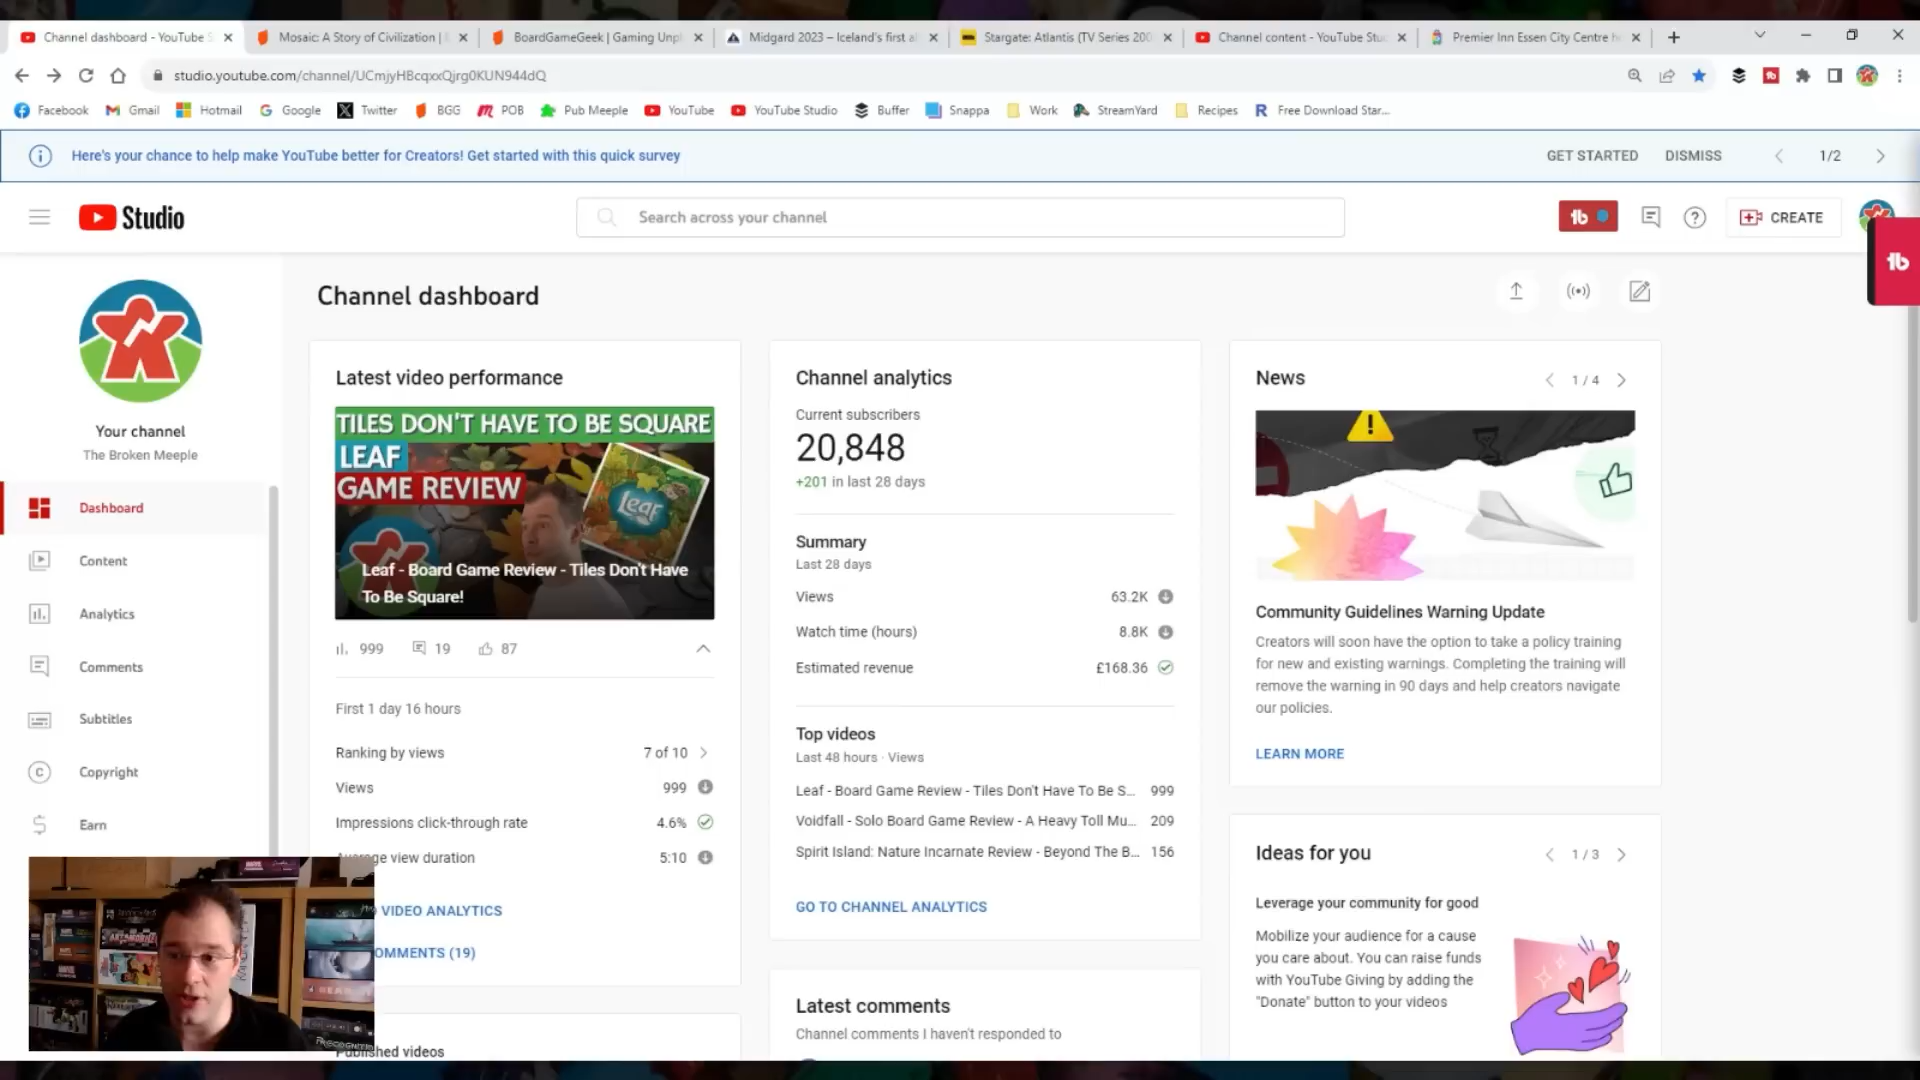 Channel dashboard - YouTube S
Mosaic: A Story of Civilization |
BoardGameGeek | Gaming Unpl
Midgard 2023 – Iceland's first al
Stargate: Atlantis (TV Series 200
Channel content - YouTube Stud
Premier Inn Essen City Centre h
studio.youtube.com/channel/UCmjyHBcqxxQjrg0KUN944dQ
Facebook
Gmail
Hotmail
Google
Twitter
BGG
POB
Pub Meeple
YouTube
YouTube Studio
Buffer
Snappa
Work
StreamYard
Recipes
Free Download Star...
Here's your chance to help make YouTube better for Creators! Get started with this quick survey
GET STARTED
DISMISS
1/2
Studio
Search across your channel
CREATE
Your channel
The Broken Meeple
Dashboard
Content
Analytics
Comments
Subtitles
Copyright
Earn
Channel dashboard
Latest video performance
TILES DON'T HAVE TO BE SQUARE
LEAF
GAME REVIEW
Leaf
Leaf - Board Game Review - Tiles Don't Have
To Be Square!
999
19
87
First 1 day 16 hours
Ranking by views 7 of 10
Views 999
Impressions click-through rate 4.6%
Average view duration 5:10
VIDEO ANALYTICS
OMMENTS (19)
Published videos
Channel analytics
Current subscribers
20,848
+201 in last 28 days
Summary
Last 28 days
Views 63.2K
Watch time (hours) 8.8K
Estimated revenue £168.36
Top videos
Last 48 hours · Views
Leaf - Board Game Review - Tiles Don't Have To Be S... 999
Voidfall - Solo Board Game Review - A Heavy Toll Mu... 209
Spirit Island: Nature Incarnate Review - Beyond The B... 156
GO TO CHANNEL ANALYTICS
Latest comments
Channel comments I haven't responded to
News
1 / 4
Community Guidelines Warning Update
Creators will soon have the option to take a policy training
for new and existing warnings. Completing the training will
remove the warning in 90 days and help creators navigate
our policies.
LEARN MORE
Ideas for you
1 / 3
Leverage your community for good
Mobilize your audience for a cause
you care about. You can raise funds
with YouTube Giving by adding the
"Donate" button to your videos